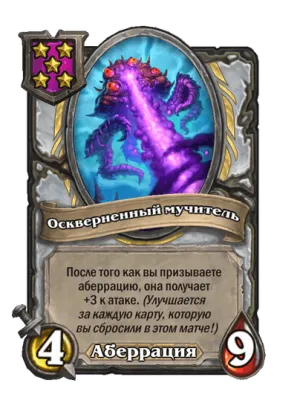 Оскверненный мучитель
После того как вы призываете
аберрацию, она получает
+3 к атаке. (Улучшается
за каждую карту, которую
вы сбросили в этом матче!)
4 Аберрация 9